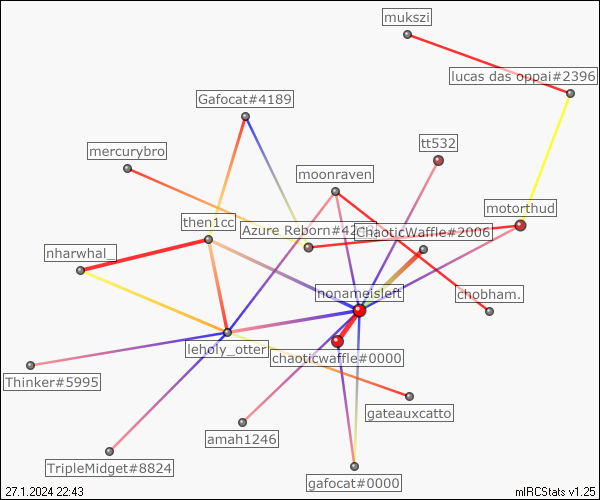 mukszi
lucas das oppai#2396
Gafocat#4189
tt532
mercurybro
moonraven
motorthud
then1cc
Azure Reborn#42
ChaoticWaffle#2006
nharwhal_
nonameisleft
chobham.
leholy_otter
chaoticwaffle#0000
Thinker#5995
gateauxcatto
amah1246
TripleMidget#8824
gafocat#0000
27.1.2024 22:43
mIRCStats v1.25